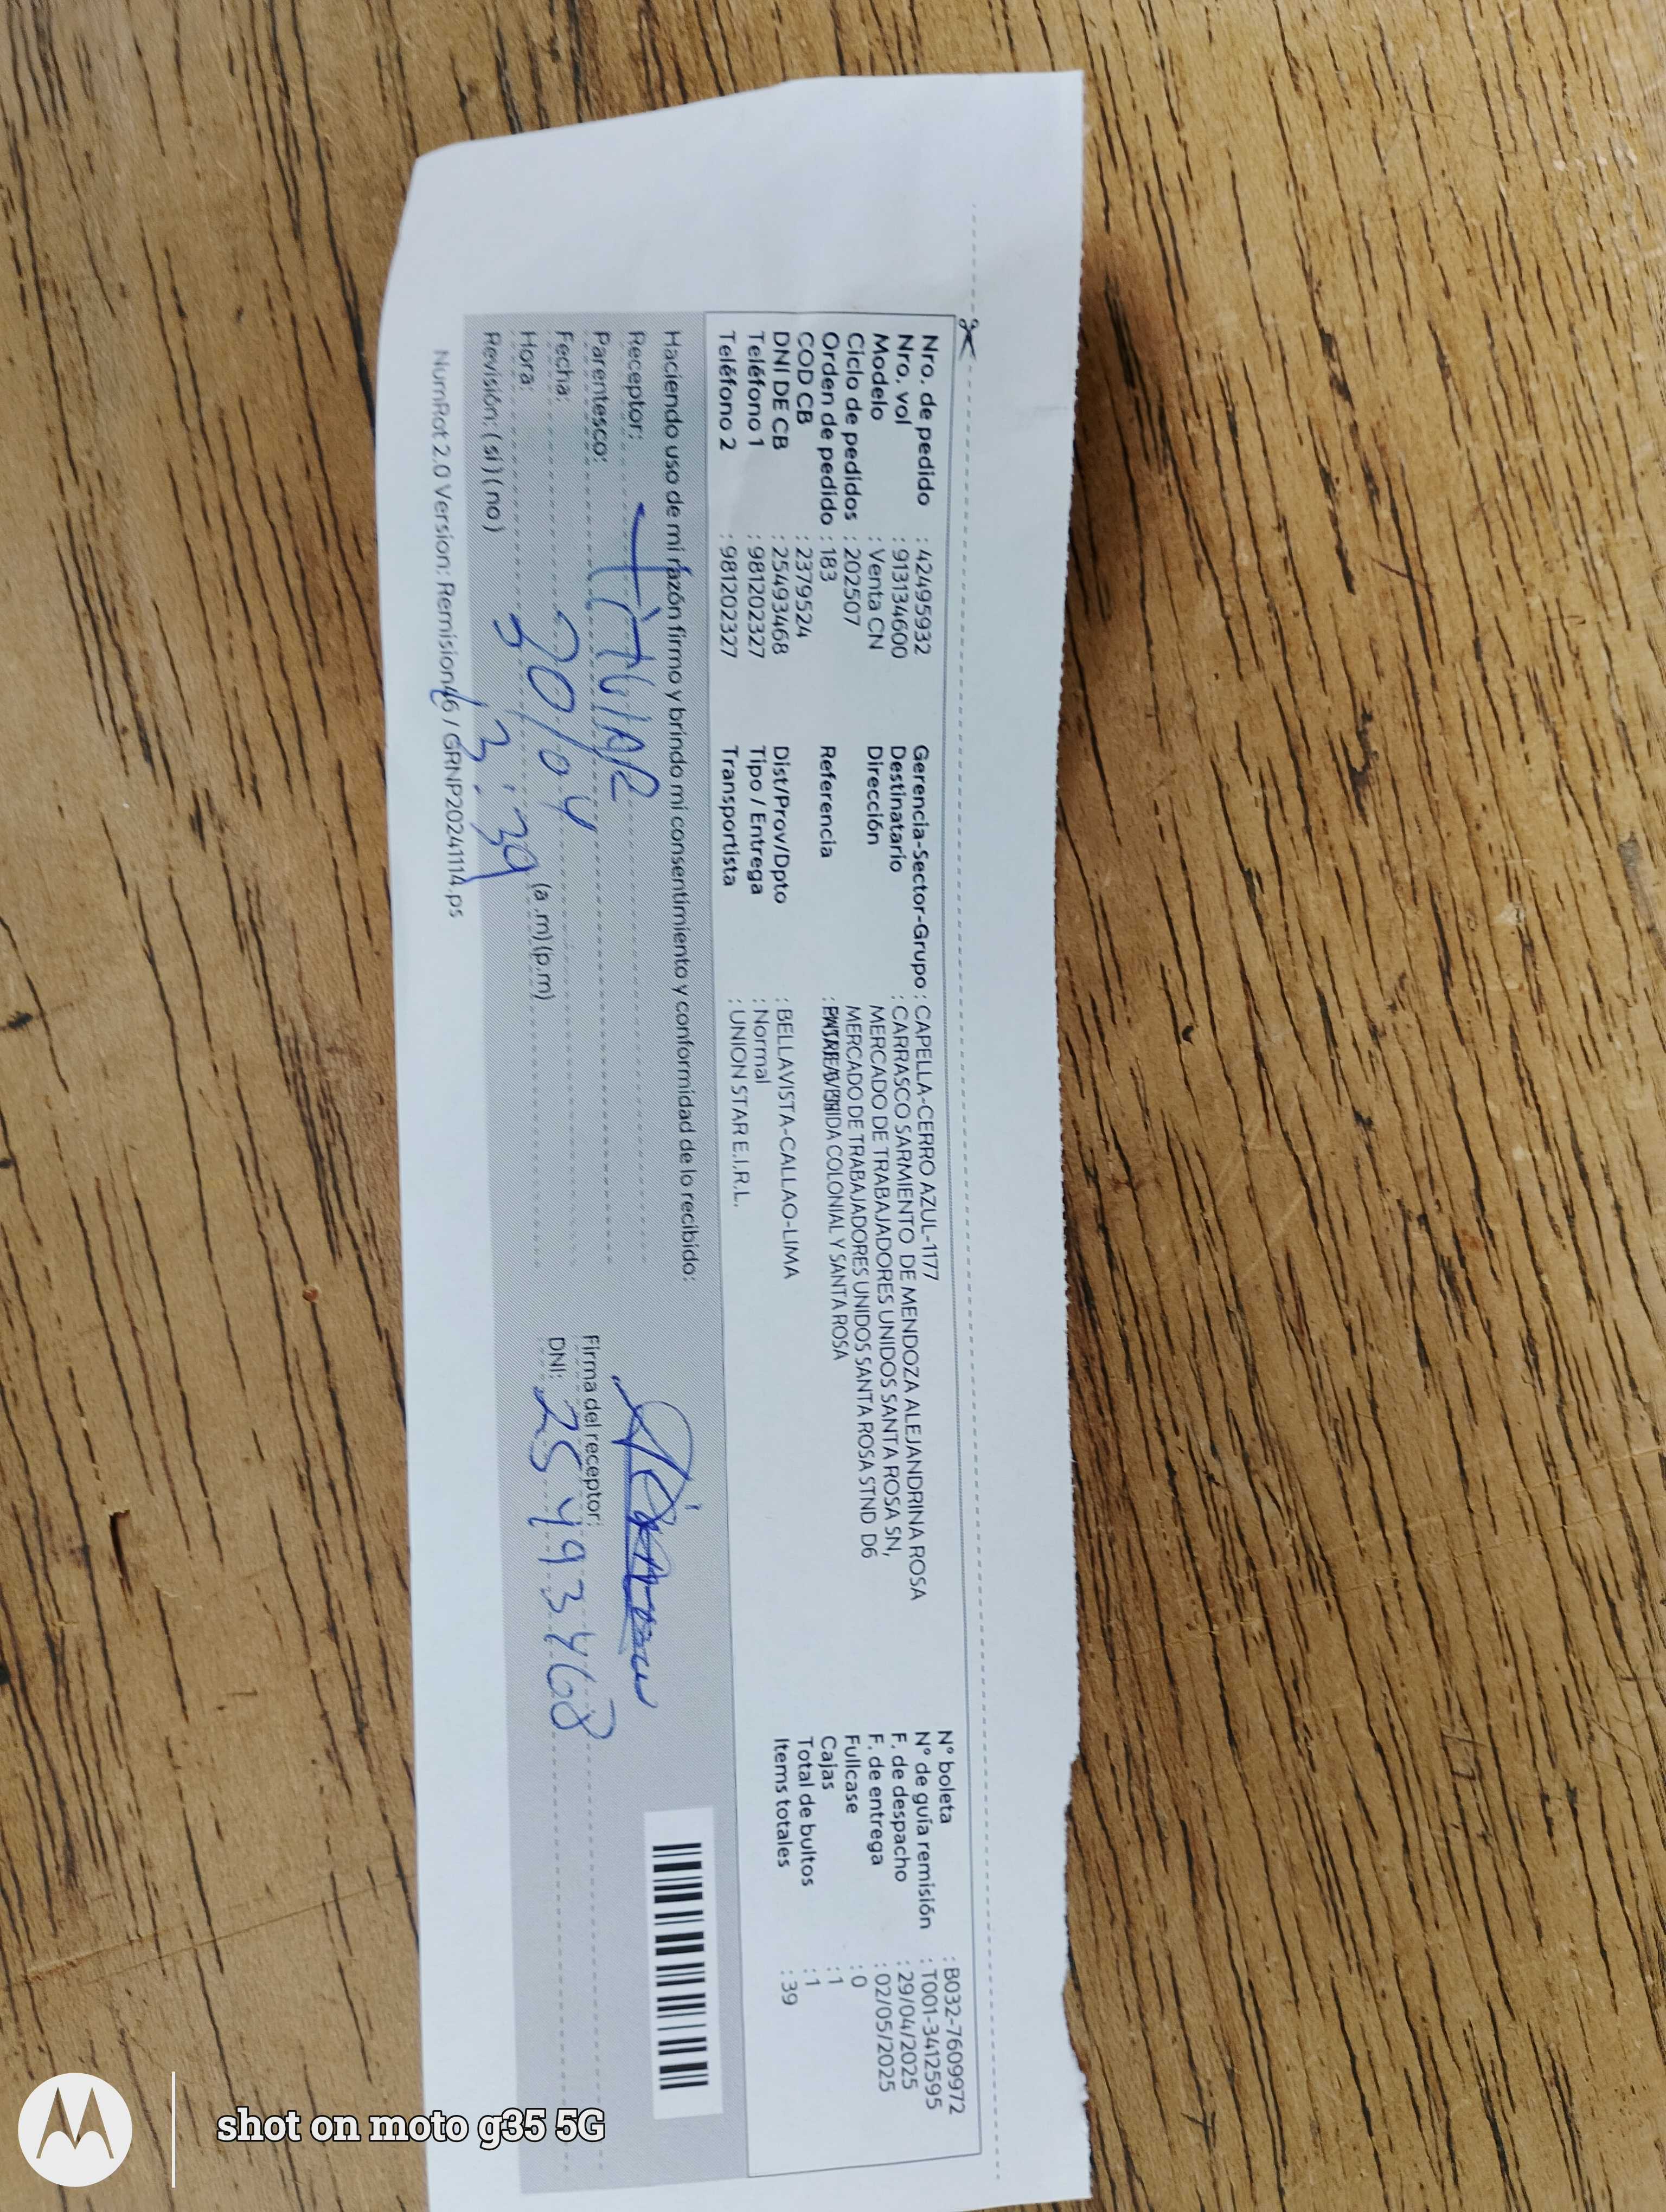 Nro. de pedido : 42495932
Nro. vol : 913134600
Modelo : Venta CN
Ciclo de pedidos : 202507
Orden de pedido : 183
COD CB : 2379524
DNI DE CB : 25493468
Teléfono 1 : 981202327
Teléfono 2 : 981202327
Gerencia-Sector-Grupo : CAPELLA-CERRO AZUL-1177
Destinatario : CARRASCO SARMIENTO DE MENDOZA ALEJANDRINA ROSA
Dirección MERCADO DE TRABAJADORES UNIDOS SANTA ROSA SN,
MERCADO DE TRABAJADORES UNIDOS SANTA ROSA STND D6
Referencia : COLONIAL Y SANTA ROSA
Dist/Prov/Dpto : BELLAVISTA-CALLAO-LIMA
Tipo / Entrega : Normal
Transportista : UNION STAR E.I.R.L.
N° boleta : B032-76099972
N° de guía remisión : T001-3412595
F. de despacho : 29/04/2025
F. de entrega : 02/05/2025
Fullcase : 0
Cajas : 1
Total de bultos : 1
Items totales : 39
Haciendo uso de mi razón firmo y brindo mi consentimiento y conformidad de lo recibido:
Receptor:
Parentesco: TITULAR
Fecha: 30/04
Hora: 3:39 (a.m)(p.m)
Revisión: (si) (no)
Firma del receptor:
DNI: 25493468
NumRot 2.0 Version: Remision46 / GRNP20241114.ps
shot on moto g35 5G